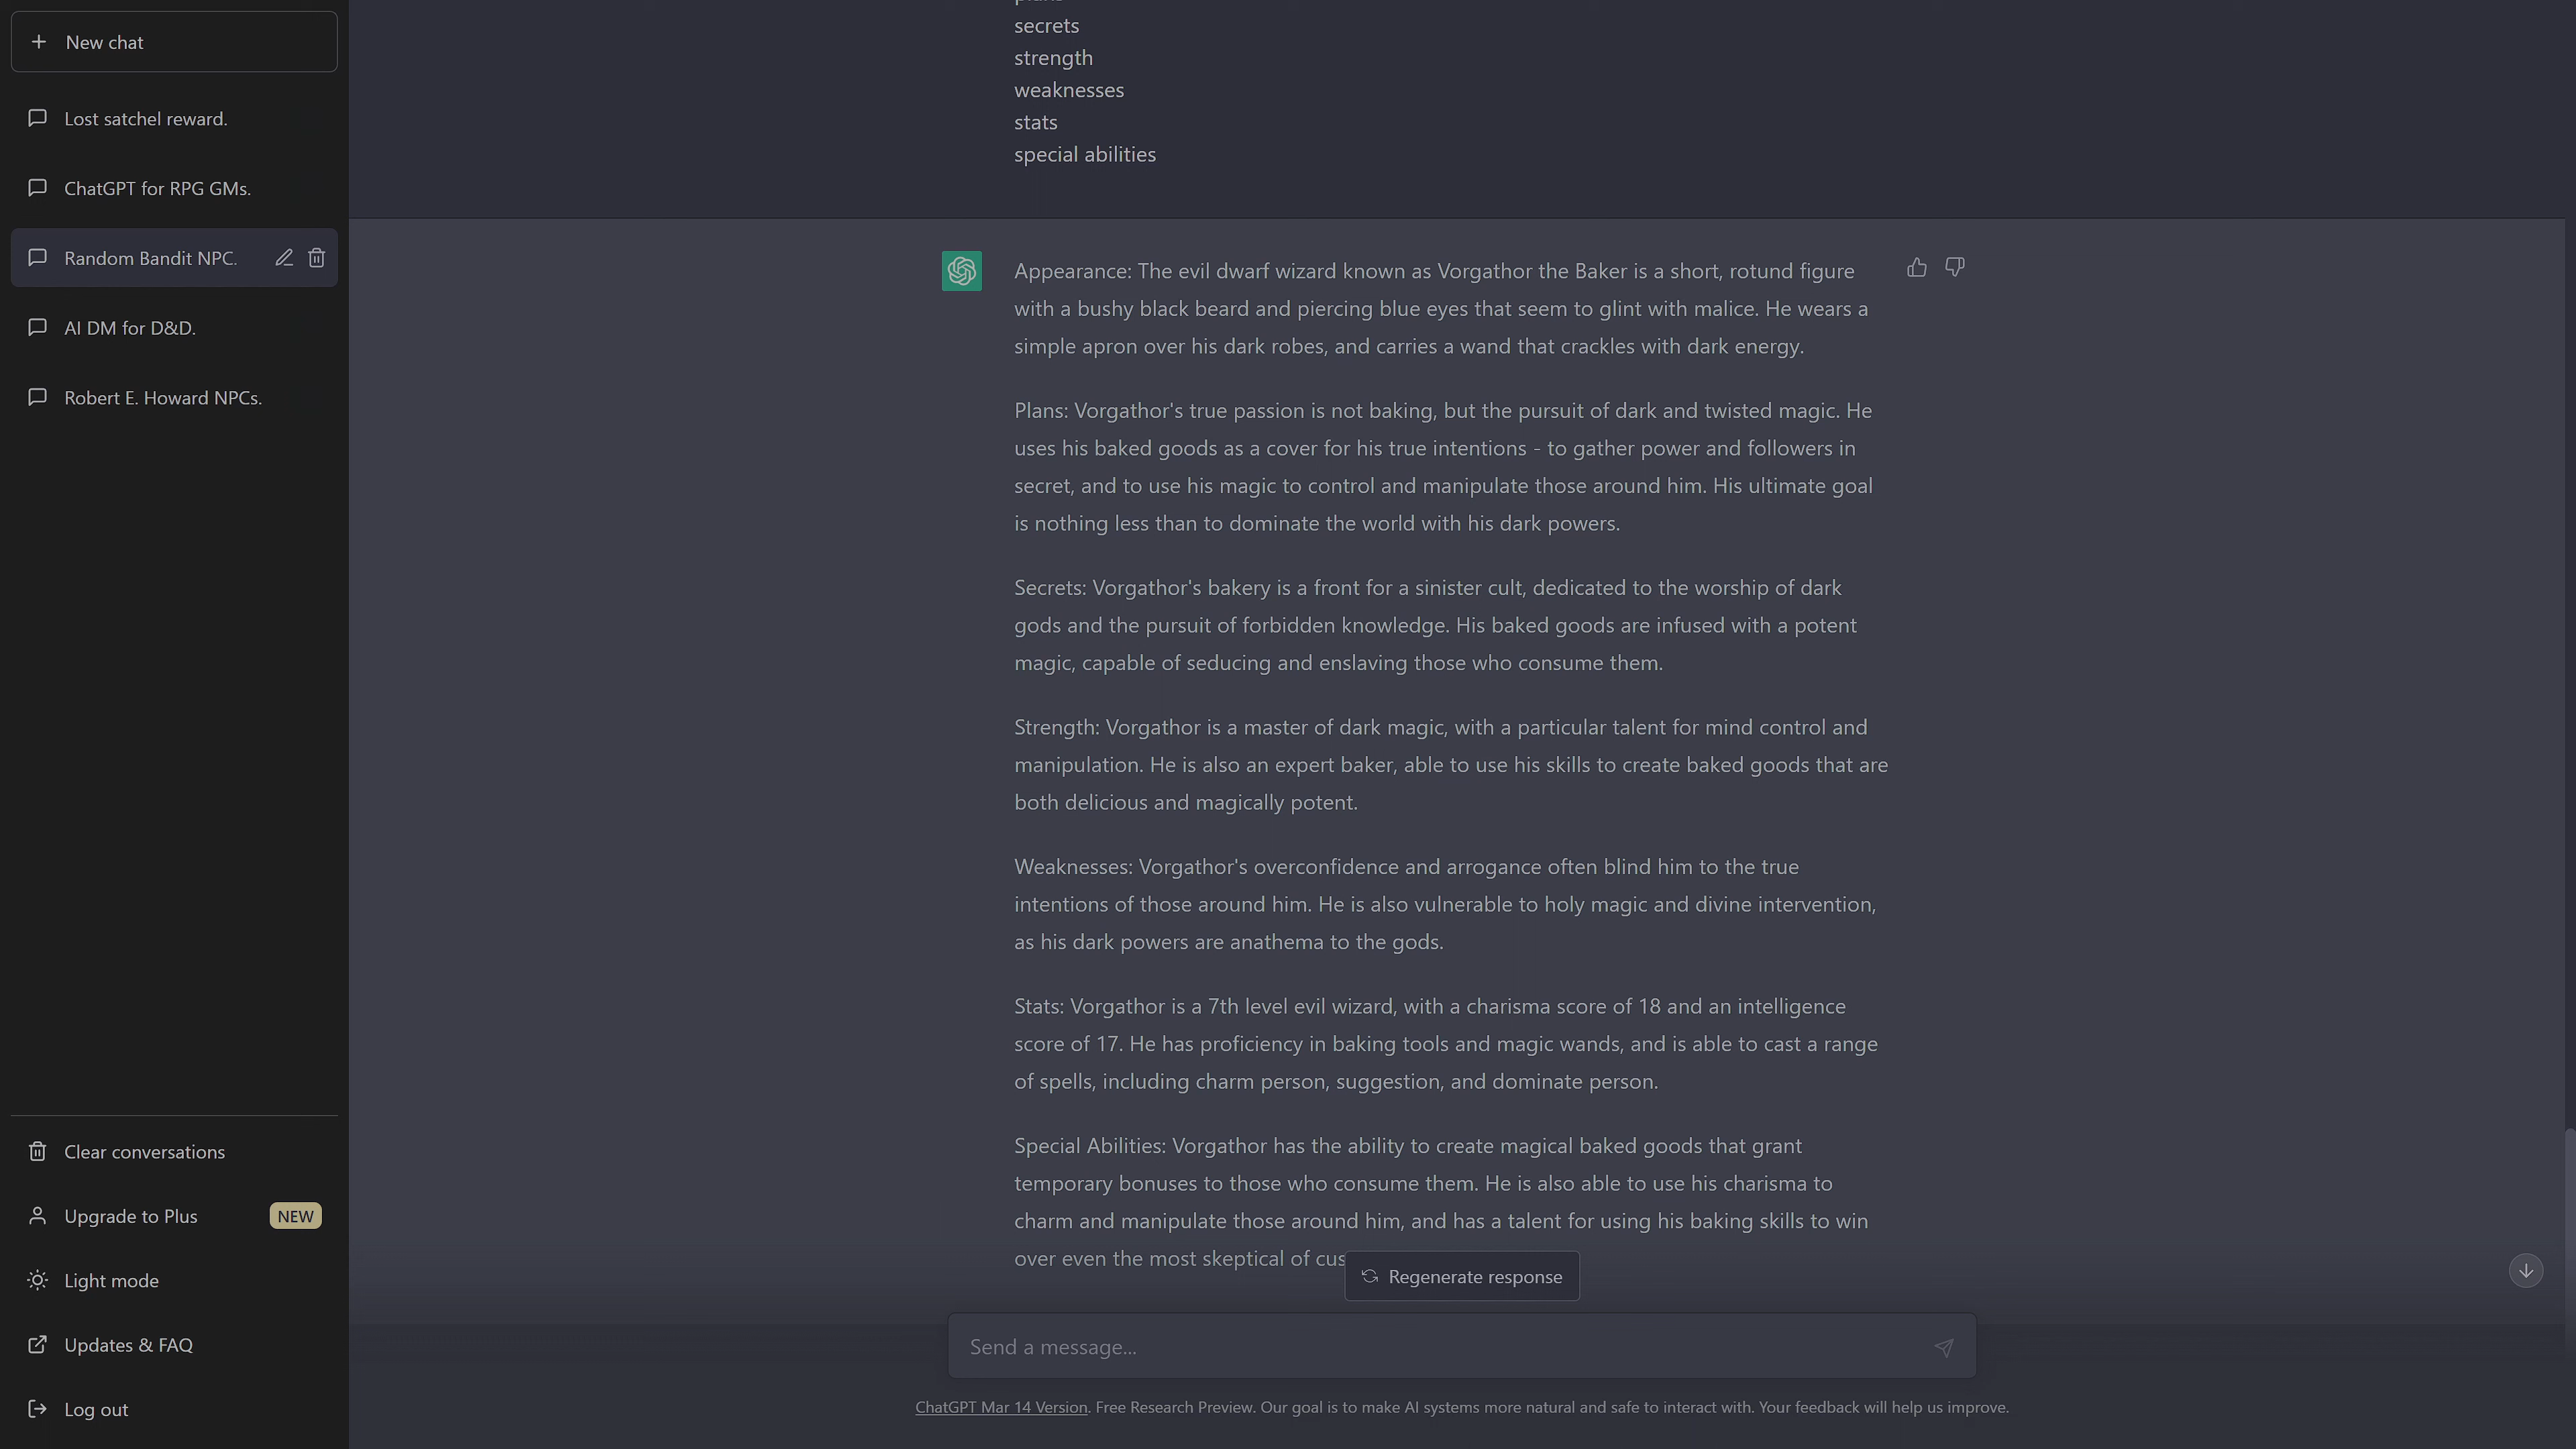 New chat
Lost satchel reward.
ChatGPT for RPG GMs.
Random Bandit NPC.
AI DM for D&D.
Robert E. Howard NPCs.
Clear conversations
Upgrade to Plus
NEW
Light mode
Updates & FAQ
Log out
secrets
strength
weaknesses
stats
special abilities
Appearance: The evil dwarf wizard known as Vorgathor the Baker is a short, rotund figure
with a bushy black beard and piercing blue eyes that seem to glint with malice. He wears a
simple apron over his dark robes, and carries a wand that crackles with dark energy.
Plans: Vorgathor's true passion is not baking, but the pursuit of dark and twisted magic. He
uses his baked goods as a cover for his true intentions - to gather power and followers in
secret, and to use his magic to control and manipulate those around him. His ultimate goal
is nothing less than to dominate the world with his dark powers.
Secrets: Vorgathor's bakery is a front for a sinister cult, dedicated to the worship of dark
gods and the pursuit of forbidden knowledge. His baked goods are infused with a potent
magic, capable of seducing and enslaving those who consume them.
Strength: Vorgathor is a master of dark magic, with a particular talent for mind control and
manipulation. He is also an expert baker, able to use his skills to create baked goods that are
both delicious and magically potent.
Weaknesses: Vorgathor's overconfidence and arrogance often blind him to the true
intentions of those around him. He is also vulnerable to holy magic and divine intervention,
as his dark powers are anathema to the gods.
Stats: Vorgathor is a 7th level evil wizard, with a charisma score of 18 and an intelligence
score of 17. He has proficiency in baking tools and magic wands, and is able to cast a range
of spells, including charm person, suggestion, and dominate person.
Special Abilities: Vorgathor has the ability to create magical baked goods that grant
temporary bonuses to those who consume them. He is also able to use his charisma to
charm and manipulate those around him, and has a talent for using his baking skills to win
over even the most skeptical of cus
Regenerate response
Send a message...
ChatGPT Mar 14 Version. Free Research Preview. Our goal is to make AI systems more natural and safe to interact with. Your feedback will help us improve.